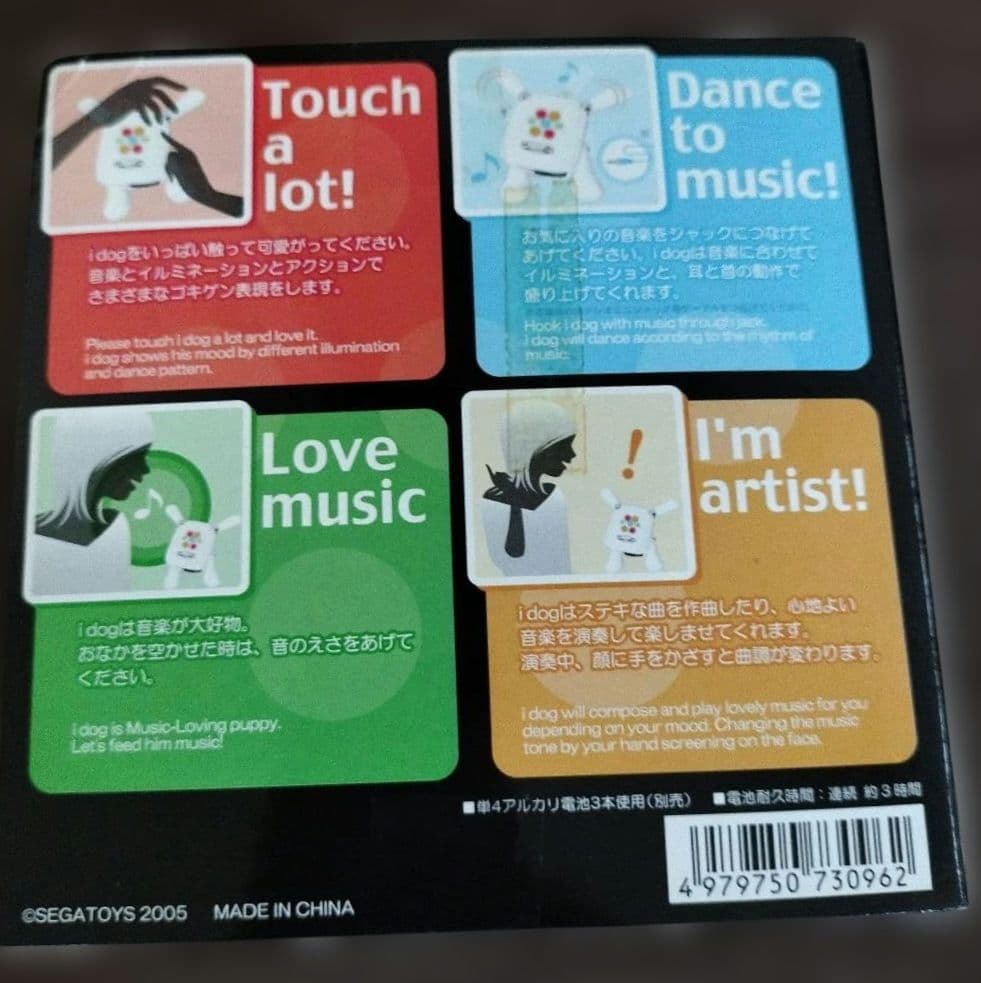 Touch
a
lot!
i dogをいっぱい触って可愛がってください。
音楽とイルミネーションとアクションで
さまざまなゴキゲン表現をします。
Please touch i dog a lot and love it.
i dog shows his mood by different illumination
and dance pattern.
Dance
to
music!
お気に入りの音楽をジャックにつなげて
あげてください。i dogは音楽に合わせて
イルミネーションと、耳と首の動作で
盛り上げてくれます。
Hook i dog with music through jack.
i dog will dance according to the rhythm of
music.
Love
music
i dogは音楽が大好物。
おなかを空かせた時は、音のえさをあげて
ください。
i dog is Music-Loving puppy.
Let's feed him music!
I'm
artist!
i dogはステキな曲を作曲したり、心地よい
音楽を演奏して楽しませてくれます。
演奏中、顔に手をかざすと曲調が変わります。
i dog will compose and play lovely music for you
depending on your mood. Changing the music
tone by your hand screening on the face.
■単4アルカリ電池3本使用(別売) ■電池耐久時間：連続 約3時間
4 979750 730962
©SEGATOYS 2005 MADE IN CHINA